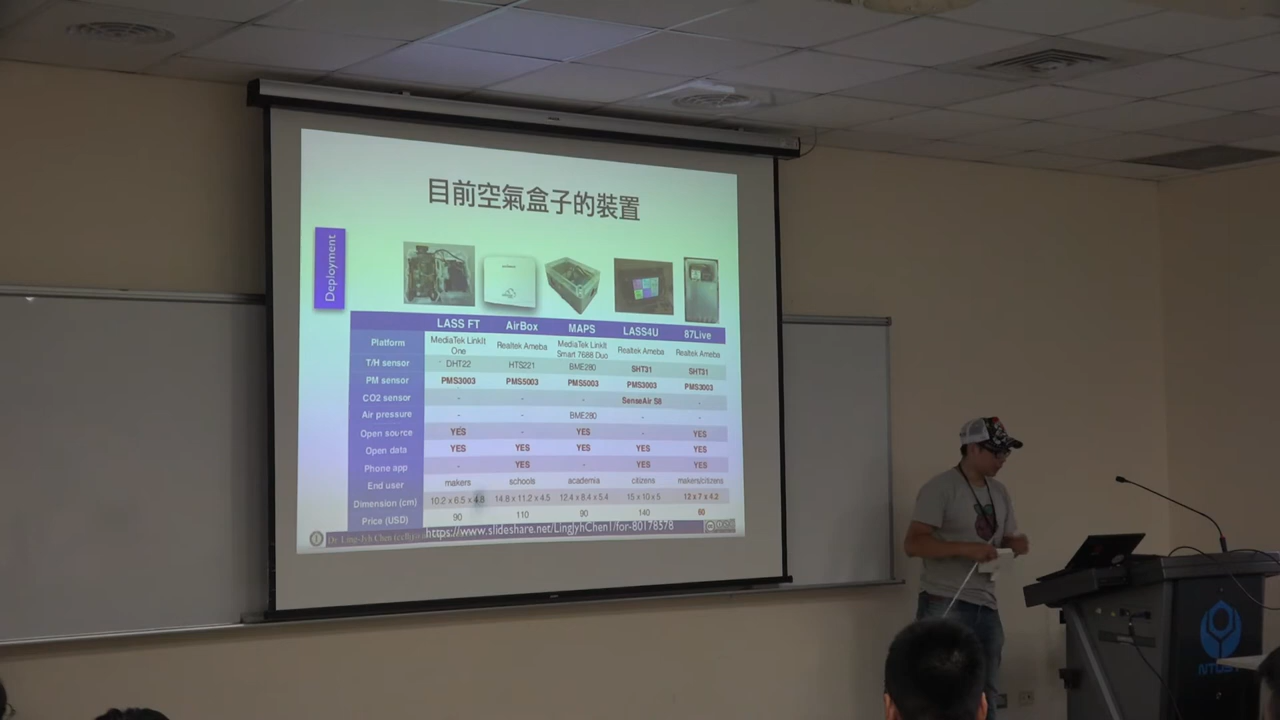 目前空氣盒子的裝置
Deployment
LASS FT AirBox MAPS LASS4U 87Live
Platform MediaTek LinkIt One Realtek Ameba MediaTek LinkIt Smart 7688 Duo Realtek Ameba Realtek Ameba
T/H sensor DHT22 HTS221 BME280 SHT31 SHT31
PM sensor PMS3003 PMS5003 PMS5003 PMS3003 PMS3003
CO2 sensor - - - SenseAir S8 -
Air pressure - - BME280 - -
Open source YES - YES - YES
Open data YES YES YES YES YES
Phone app - YES - YES YES
End user makers schools academia citizens makers/citizens
Dimension (cm) 10.2 x 6.5 x 4.8 14.8 x 11.2 x 4.5 12.4 x 8.4 x 5.4 15 x 10 x 5 12 x 7 x 4.2
Price (USD) 90 110 90 140 60
https://www.slideshare.net/LingJyhChen1/for-80178578
Dr. Ling-Jyh Chen